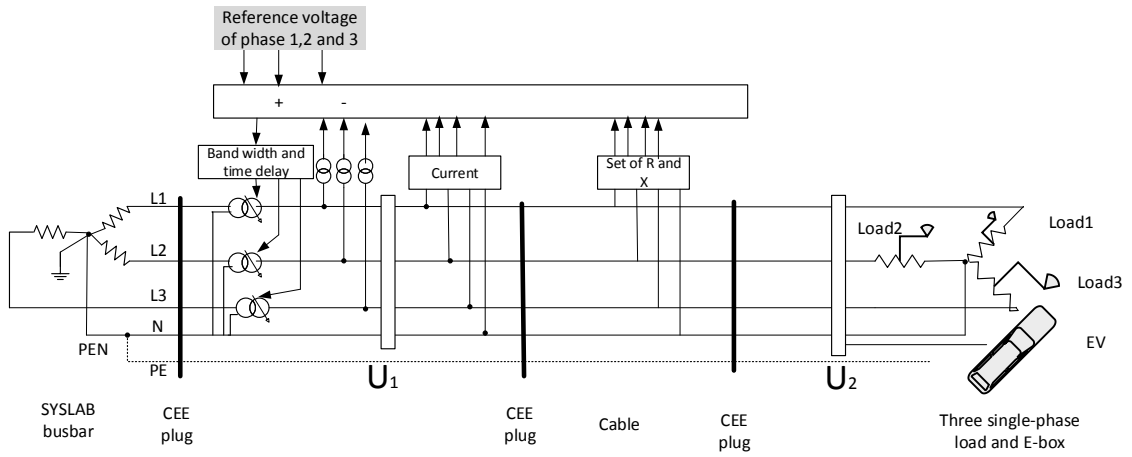 Reference voltage
of phase 1,2 and 3
+ -
Band width and
time delay
Current
Set of R and
X
L1
L2
L3
N
PEN
PE
Load2
Load1
Load3
EV
U1
U2
SYSLAB
busbar
CEE
plug
CEE
plug
Cable
CEE
plug
Three single-phase
load and E-box